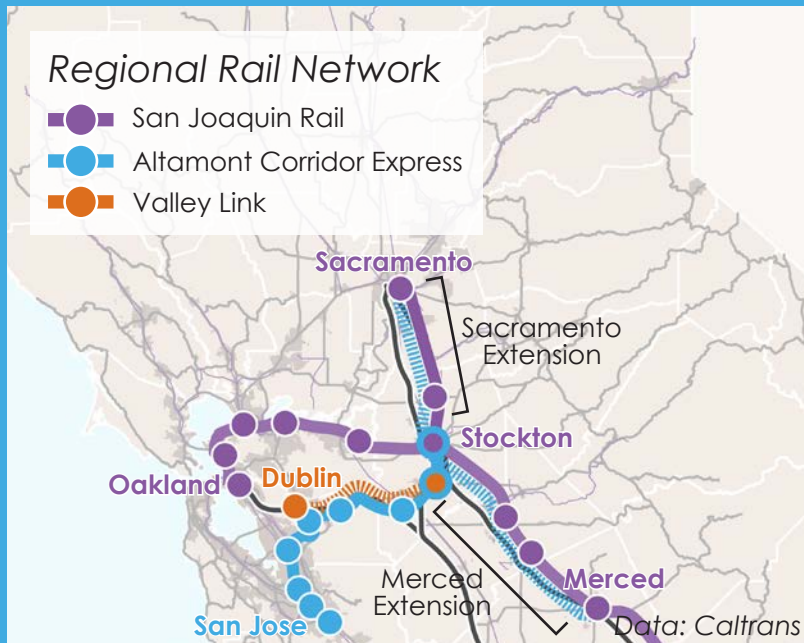 Regional Rail Network
San Joaquin Rail
Altamont Corridor Express
Valley Link
Sacramento
Sacramento
Extension
Stockton
Oakland
Dublin
Merced
Extension
Merced
San Jose
Data: Caltrans